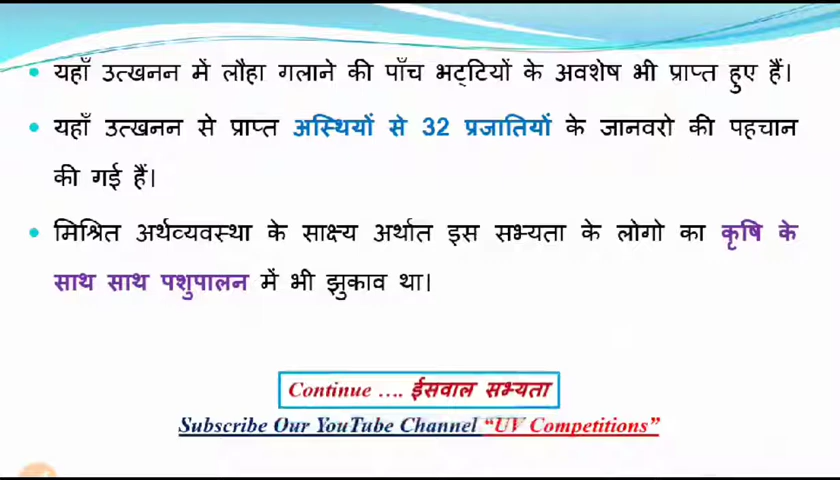 यहाँ उत्खनन में लौहा गलाने की पाँच भट्टियों के अवशेष भी प्राप्त हुए हैं।
यहाँ उत्खनन से प्राप्त अस्थियों से 32 प्रजातियों के जानवरो की पहचान
की गई हैं।
मिश्रित अर्थव्यवस्था के साक्ष्य अर्थात इस सभ्यता के लोगो का कृषि के
साथ साथ पशुपालन में भी झुकाव था।
Continue …. ईसवाल सभ्यता
Subscribe Our YouTube Channel “UV Competitions”